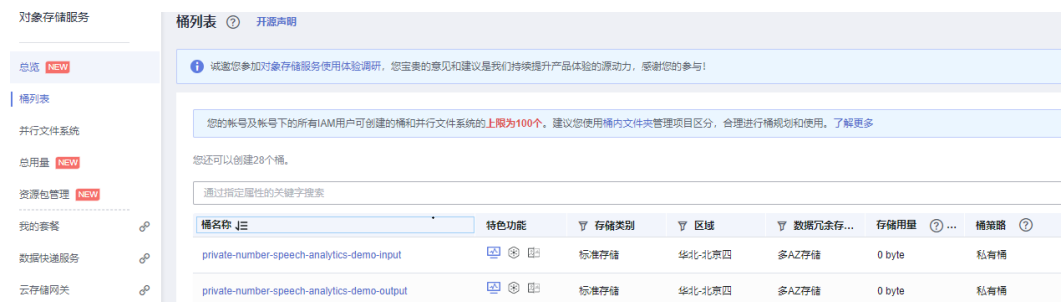 对象存储服务
总览 NEW
桶列表
并行文件系统
总用量 NEW
资源包管理 NEW
我的套餐
数据快递服务
云存储网关
桶列表 ? 开源声明
诚邀您参加对象存储服务使用体验调研，您宝贵的意见和建议是我们持续提升产品体验的源动力，感谢您的参与！
您的帐号及帐号下的所有IAM用户可创建的桶和并行文件系统的上限为100个。建议您使用桶内文件夹管理项目区分，合理进行桶规划和使用。了解更多
您还可以创建28个桶。
通过指定属性的关键字搜索
桶名称 特色功能 存储类别 区域 数据冗余存... 存储用量 ? ... 桶策略 ?
private-number-speech-analytics-demo-input 标准存储 华北-北京四 多AZ存储 0 byte 私有桶
private-number-speech-analytics-demo-output 标准存储 华北-北京四 多AZ存储 0 byte 私有桶